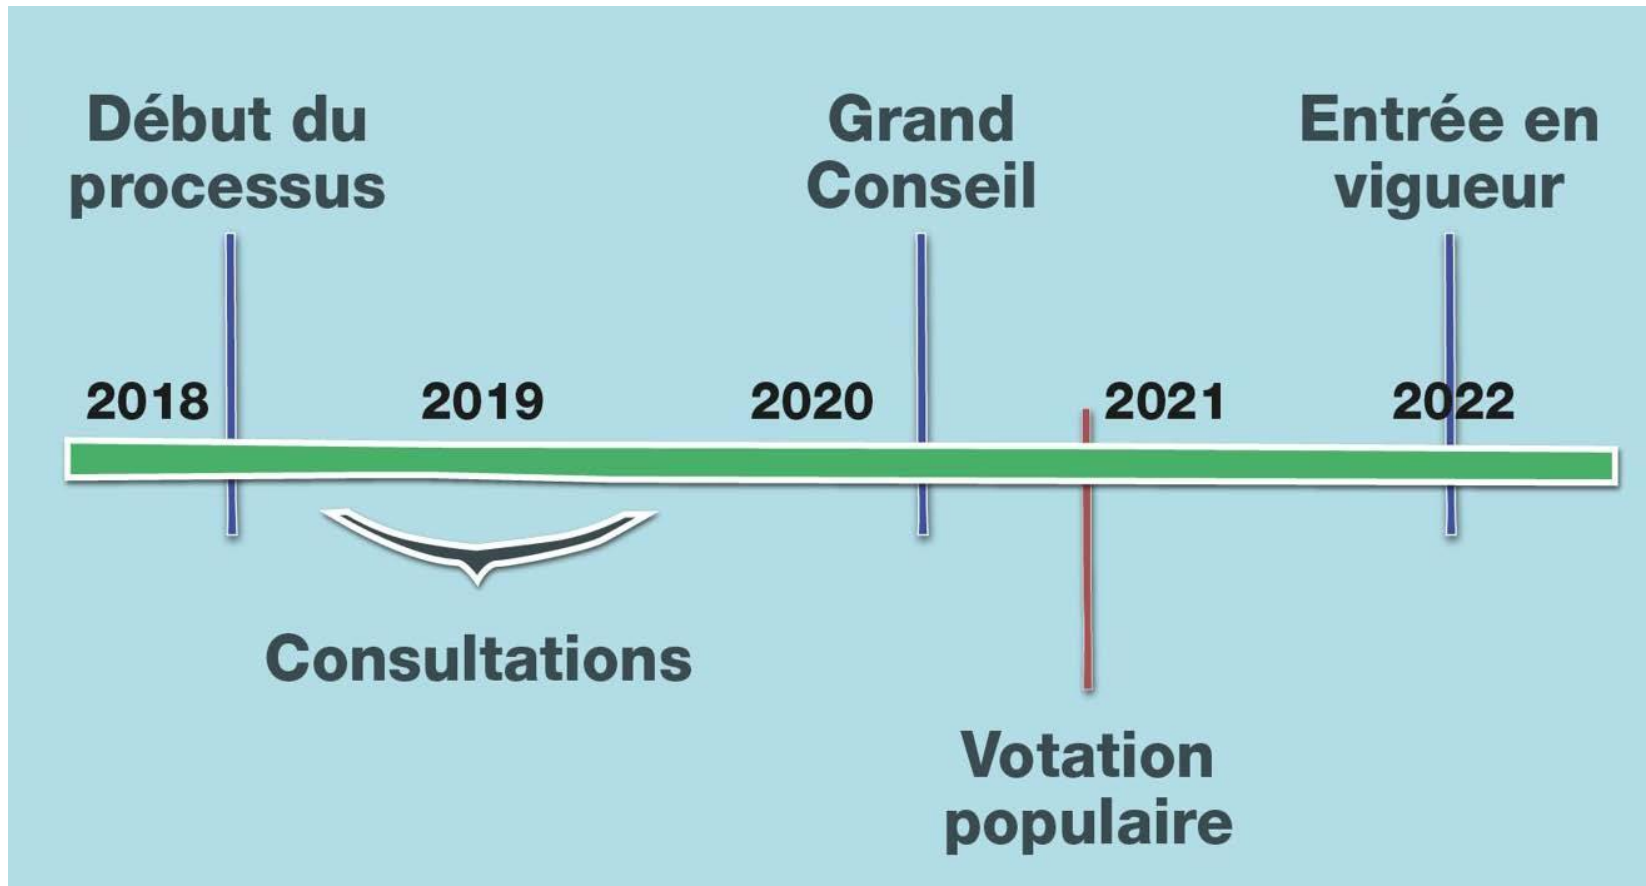 Début du
processus
Grand
Conseil
Entrée en
vigueur
2018
2019
2020
2021
2022
Consultations
Votation
populaire